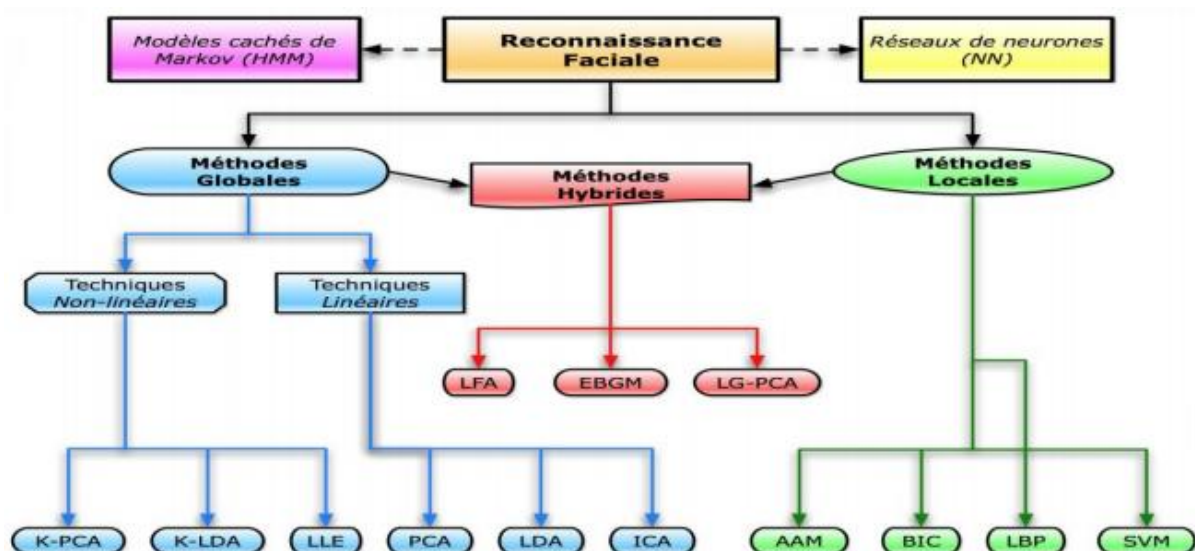 Modèles cachés de
Markov (HMM)
Reconnaissance
Faciale
Réseaux de neurones
(NN)
Méthodes
Globales
Méthodes
Hybrides
Méthodes
Locales
Techniques
Non-linéaires
Techniques
Linéaires
LFA
EBGM
LG-PCA
K-PCA
K-LDA
LLE
PCA
LDA
ICA
AAM
BIC
LBP
SVM